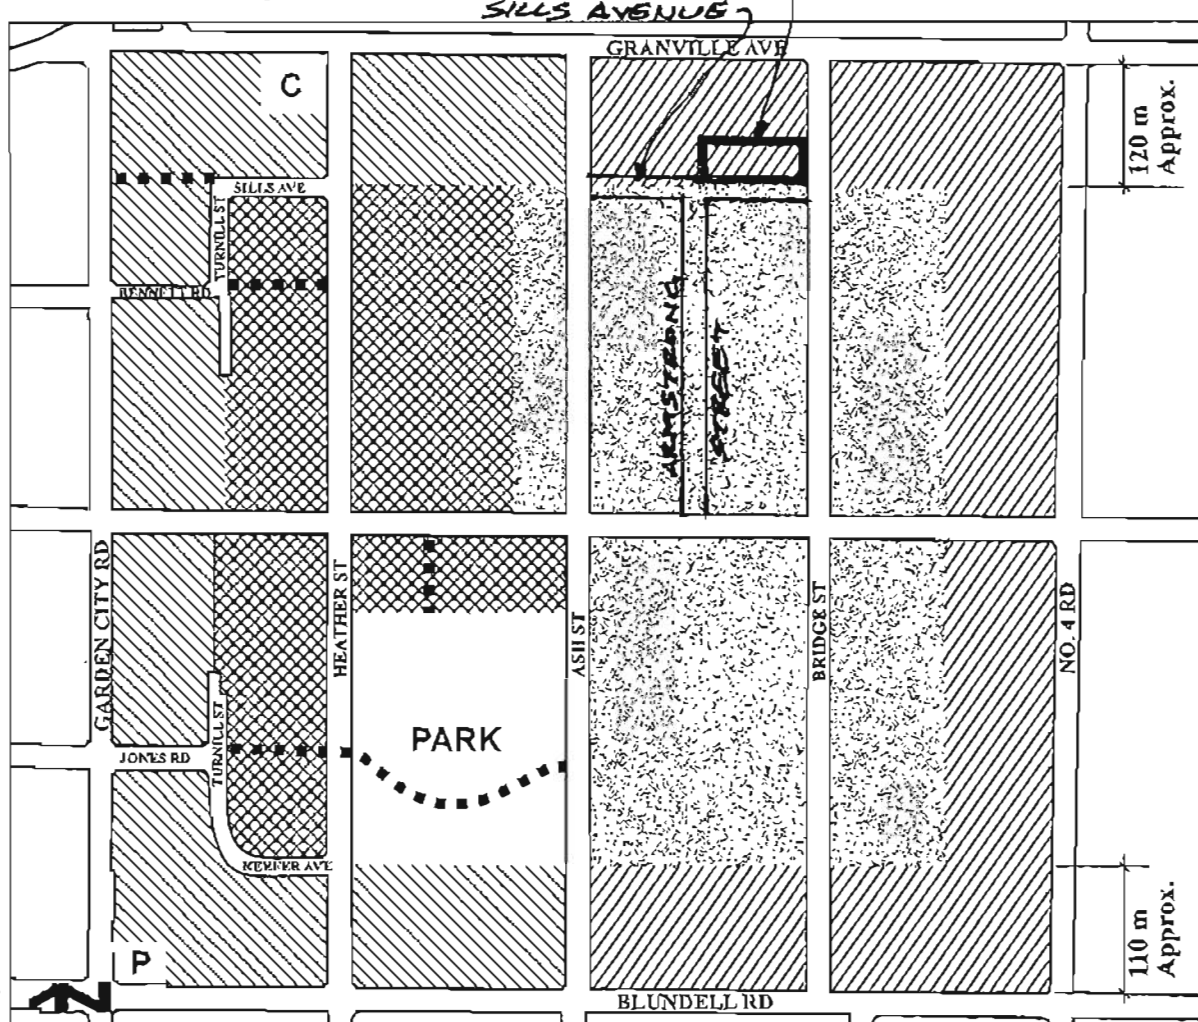 SILLS AVENUE
GRANVILLE AVE
C
120 m
Approx.
SILLS AVE
TURNILL ST
BENNETT RD
ARMSTRONG
STREET
GARDEN CITY RD
HEATHER ST
ASH ST
BRIDGE ST
NO. 4 RD
PARK
JONES RD
TURNILL ST
KEEFER AVE
110 m
Approx.
P
N
BLUNDELL RD